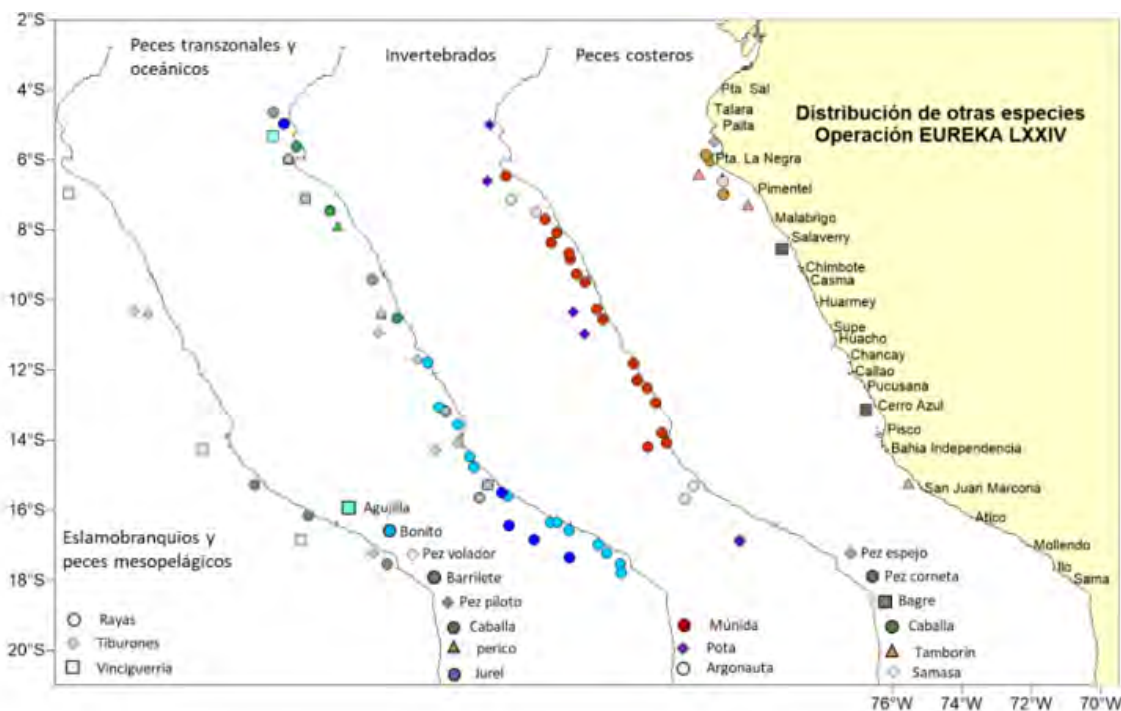 2°S
4°S
6°S
8°S
10°S
12°S
14°S
16°S
18°S
20°S
Peces transzonales y
oceánicos
Invertebrados
Peces costeros
Distribución de otras especies
Operación EUREKA LXXIV
Pta. Sal
Talara
Paita
Pta. La Negra
Pimentel
Malabrigo
Salaverry
Chimbote
Casma
Huarmey
Supe
Huacho
Chancay
Callao
Pucusana
Cerro Azul
Pisco
Bahia Independencia
San Juan Marcona
Atico
Mollendo
Ilo
Sama
Eslamobranquios y
peces mesopelágicos
Rayas
Tiburones
Vinciguerria
Agujilla
Bonito
Pez volador
Barrilete
Pez piloto
Caballa
perico
Jurel
Múnida
Pota
Argonauta
Pez espejo
Pez corneta
Bagre
Caballa
Tamborin
Samasa
76°W
74°W
72°W
70°W